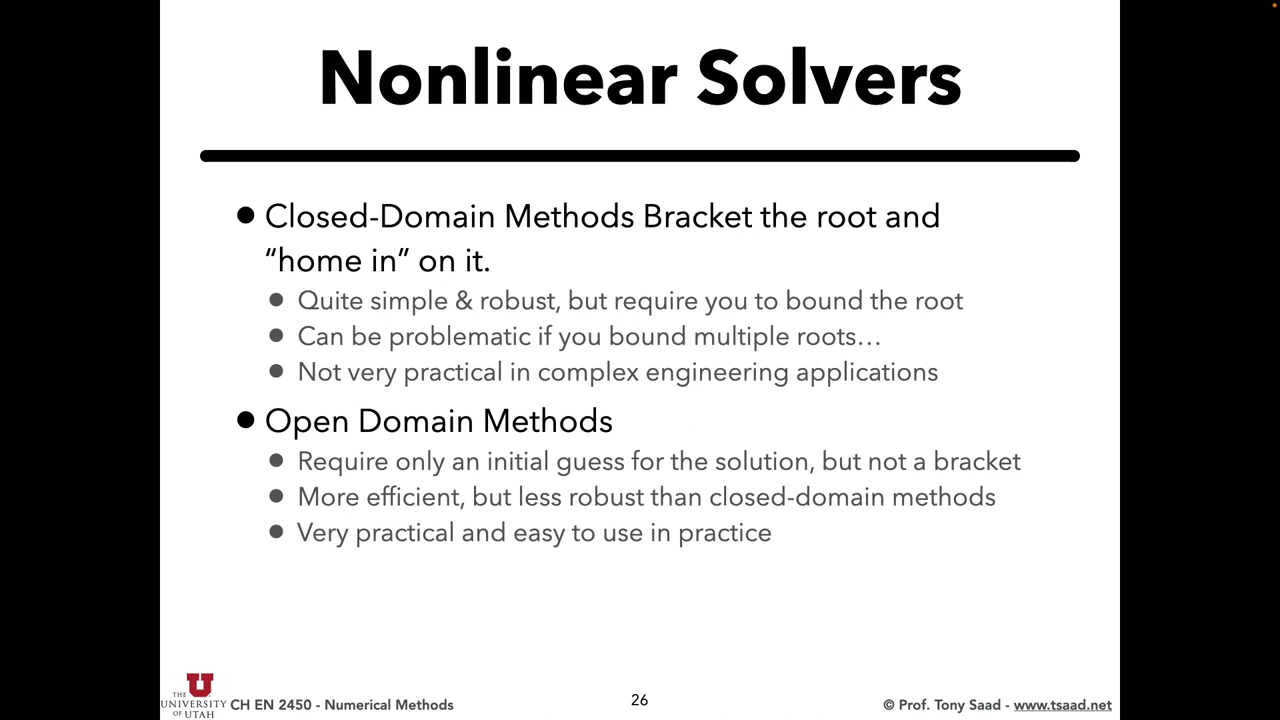 Nonlinear Solvers
● Closed-Domain Methods Bracket the root and
“home in” on it.
● Quite simple & robust, but require you to bound the root
● Can be problematic if you bound multiple roots…
● Not very practical in complex engineering applications
● Open Domain Methods
● Require only an initial guess for the solution, but not a bracket
● More efficient, but less robust than closed-domain methods
● Very practical and easy to use in practice
THE
UNIVERSITY
OF UTAH
CH EN 2450 - Numerical Methods
26
© Prof. Tony Saad - www.tsaad.net